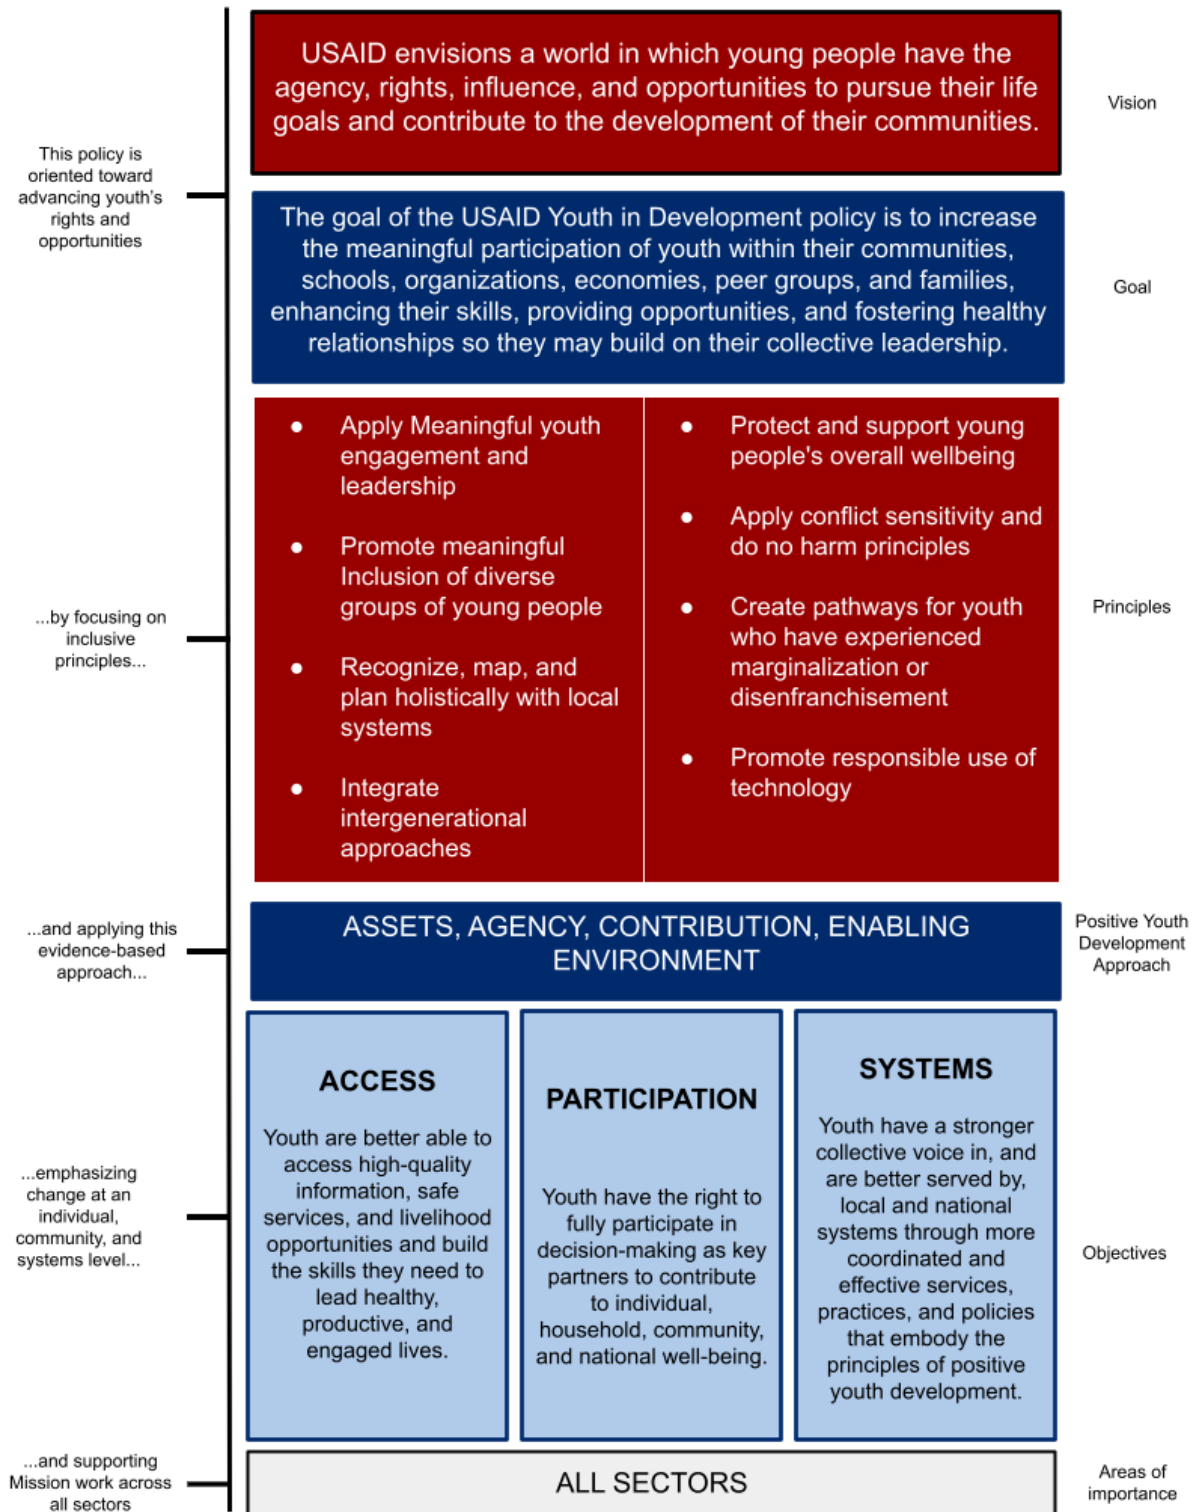 USAID envisions a world in which young people have the
agency, rights, influence, and opportunities to pursue their life
goals and contribute to the development of their communities.
Vision
This policy is
oriented toward
advancing youth's
rights and
opportunities
The goal of the USAID Youth in Development policy is to increase
the meaningful participation of youth within their communities,
schools, organizations, economies, peer groups, and families,
enhancing their skills, providing opportunities, and fostering healthy
relationships so they may build on their collective leadership.
Goal
...by focusing on
inclusive
principles...
● Apply Meaningful youth
engagement and
leadership
● Promote meaningful
Inclusion of diverse
groups of young people
● Recognize, map, and
plan holistically with local
systems
● Integrate
intergenerational
approaches
● Protect and support young
people's overall wellbeing
● Apply conflict sensitivity and
do no harm principles
● Create pathways for youth
who have experienced
marginalization or
disenfranchisement
● Promote responsible use of
technology
Principles
...and applying this
evidence-based
approach...
ASSETS, AGENCY, CONTRIBUTION, ENABLING
ENVIRONMENT
Positive Youth
Development
Approach
...emphasizing
change at an
individual,
community, and
systems level...
ACCESS
Youth are better able to
access high-quality
information, safe
services, and livelihood
opportunities and build
the skills they need to
lead healthy,
productive, and
engaged lives.
PARTICIPATION
Youth have the right to
fully participate in
decision-making as key
partners to contribute
to individual,
household, community,
and national well-being.
SYSTEMS
Youth have a stronger
collective voice in, and
are better served by,
local and national
systems through more
coordinated and
effective services,
practices, and policies
that embody the
principles of positive
youth development.
Objectives
...and supporting
Mission work across
all sectors
ALL SECTORS
Areas of
importance